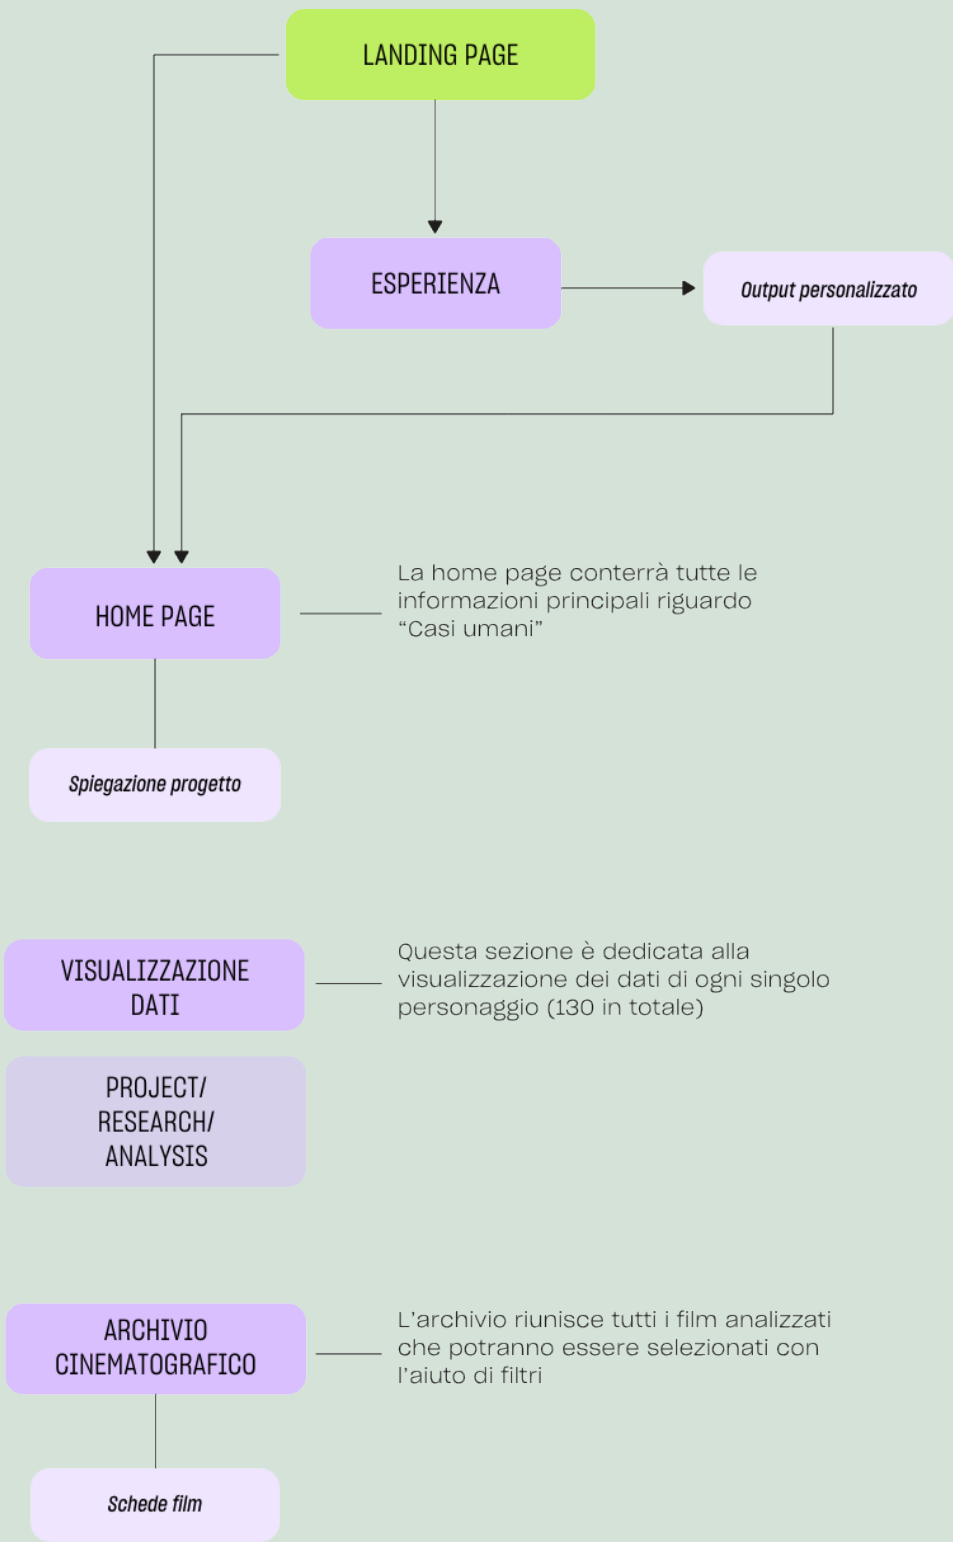 LANDING PAGE
ESPERIENZA
Output personalizzato
HOME PAGE
La home page conterrà tutte le
informazioni principali riguardo
“Casi umani”
Spiegazione progetto
VISUALIZZAZIONE
DATI
Questa sezione è dedicata alla
visualizzazione dei dati di ogni singolo
personaggio (130 in totale)
PROJECT/
RESEARCH/
ANALYSIS
ARCHIVIO
CINEMATOGRAFICO
L’archivio riunisce tutti i film analizzati
che potranno essere selezionati con
l’aiuto di filtri
Schede film